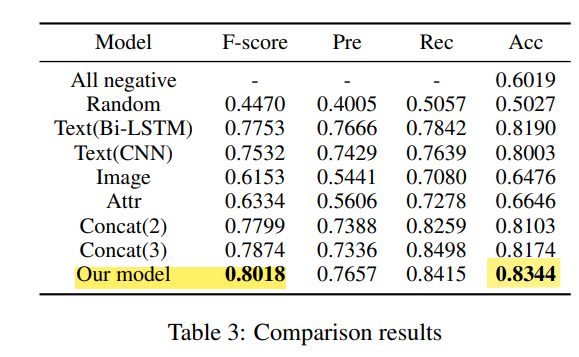 Model F-score Pre Rec Acc
All negative - - - 0.6019
Random 0.4470 0.4005 0.5057 0.5027
Text(Bi-LSTM) 0.7753 0.7666 0.7842 0.8190
Text(CNN) 0.7532 0.7429 0.7639 0.8003
Image 0.6153 0.5441 0.7080 0.6476
Attr 0.6334 0.5606 0.7278 0.6646
Concat(2) 0.7799 0.7388 0.8259 0.8103
Concat(3) 0.7874 0.7336 0.8498 0.8174
Our model 0.8018 0.7657 0.8415 0.8344
Table 3: Comparison results